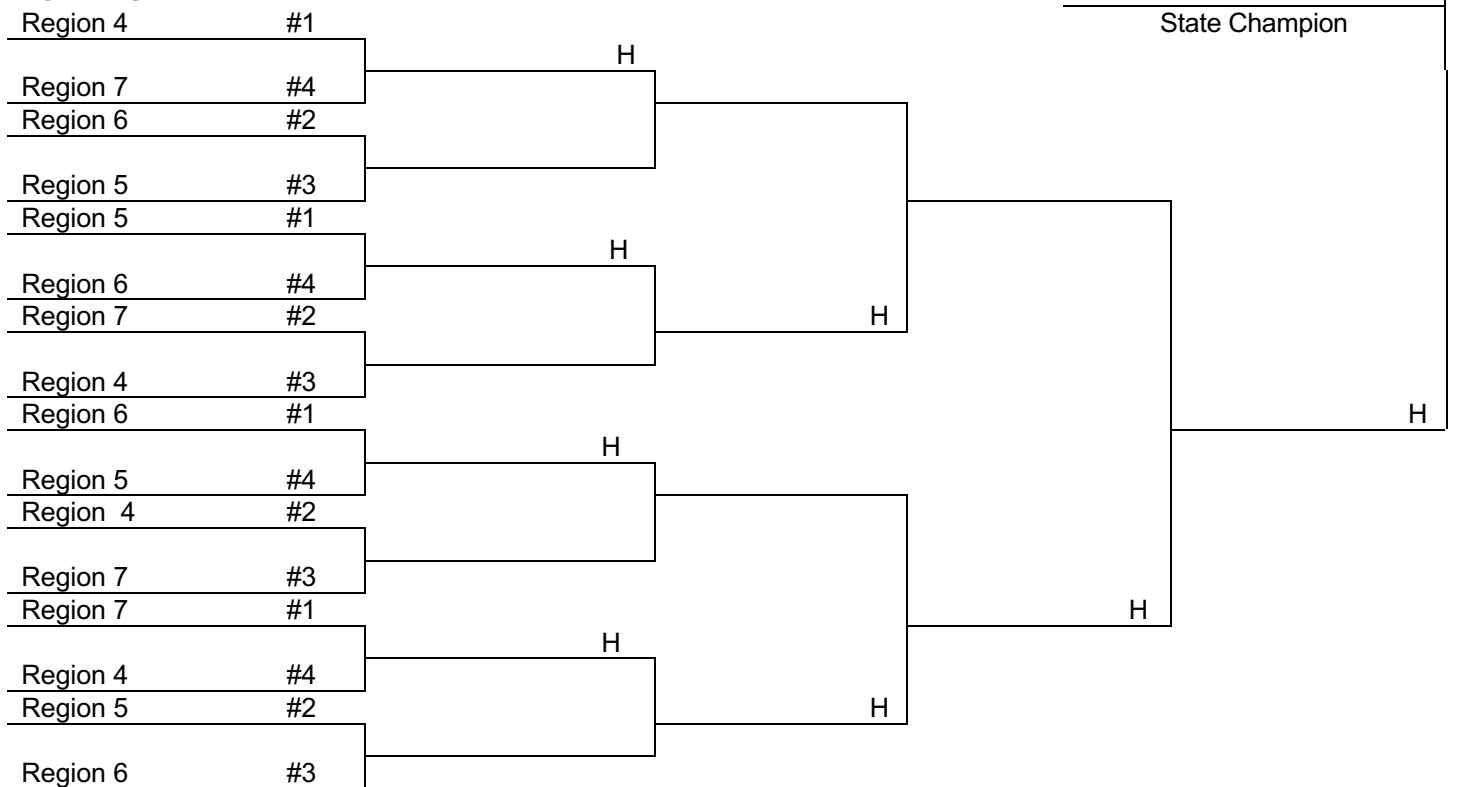 Region 4 #1
State Champion
H
Region 7 #4
Region 6 #2
Region 5 #3
Region 5 #1
H
Region 6 #4
Region 7 #2
H
Region 4 #3
Region 6 #1
H
H
Region 5 #4
Region 4 #2
Region 7 #3
Region 7 #1
H
H
Region 4 #4
Region 5 #2
H
Region 6 #3